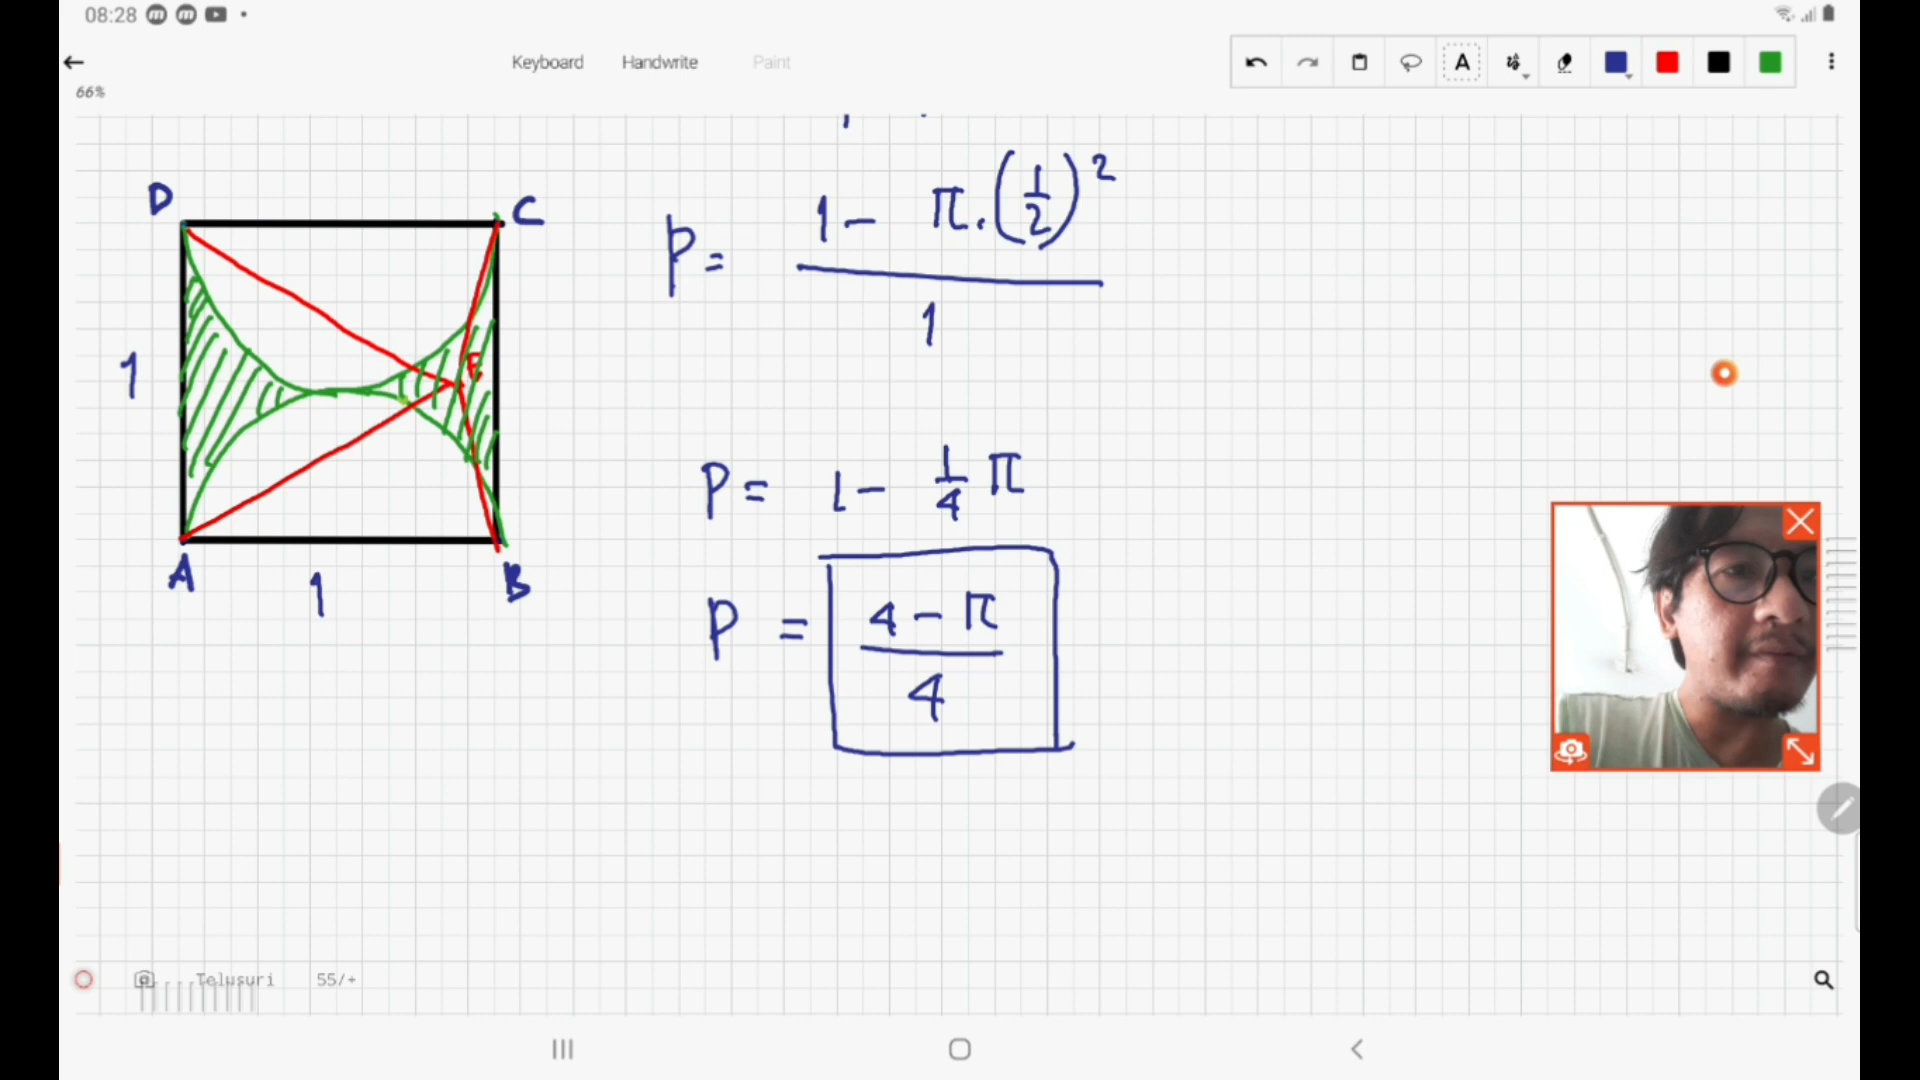 08:28
Keyboard Handwrite Paint
A
66%
D
C
E
1
A
B
1
P = 1 - π.(1/2)²
1
P = 1 - 1/4 π
P = 4 - π
4
Telusuri 55/+